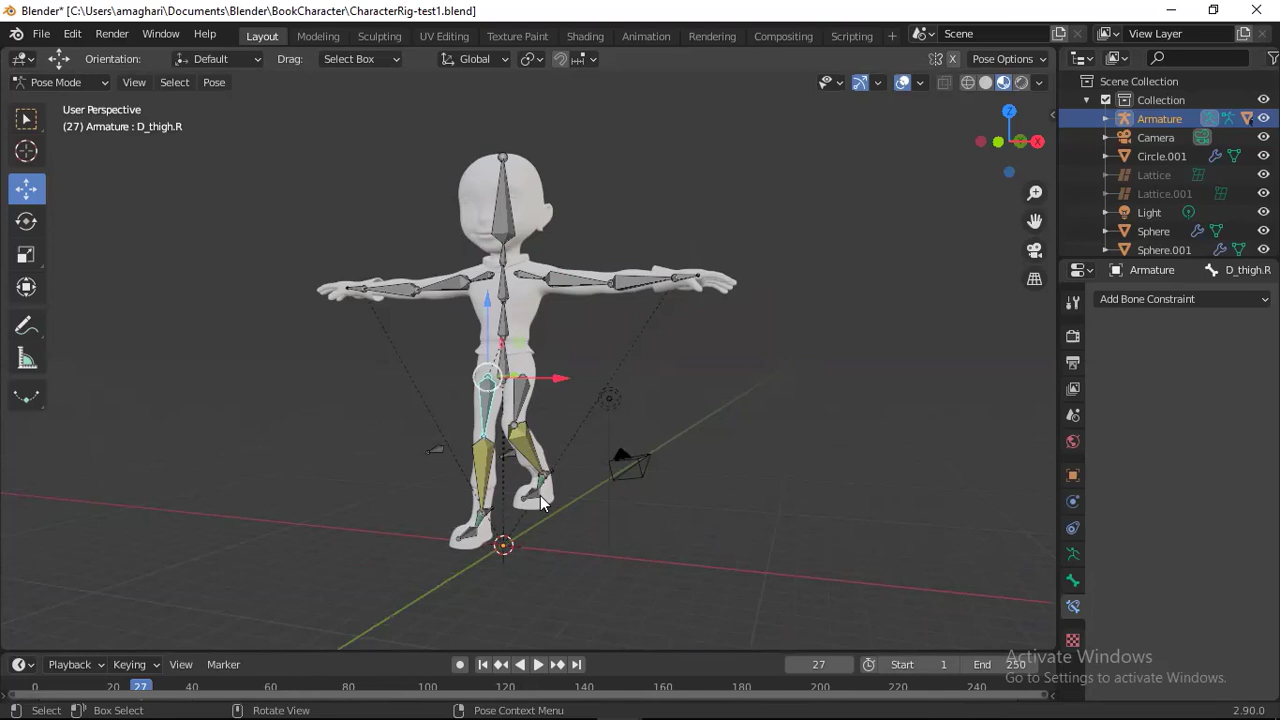 Blender* [C:\Users\amaghari\Documents\Blender\BookCharacter\CharacterRig-test1.blend]
File Edit Render Window Help Layout Modeling Sculpting UV Editing Texture Paint Shading Animation Rendering Compositing Scripting + Scene View Layer
Orientation: Default Drag: Select Box Global X Pose Options
Pose Mode View Select Pose
User Perspective
(27) Armature : D_thigh.R
Z
X
Scene Collection
Collection
Armature
Camera
Circle.001
Lattice
Lattice.001
Light
Sphere
Sphere.001
Armature D_thigh.R
Add Bone Constraint
Activate Windows
Go to Settings to activate Windows.
Playback Keying View Marker 27 Start 1 End 250
0 20 27 40 60 80 100 120 140 160 180 200 220 240
Select Box Select Rotate View Pose Context Menu 2.90.0